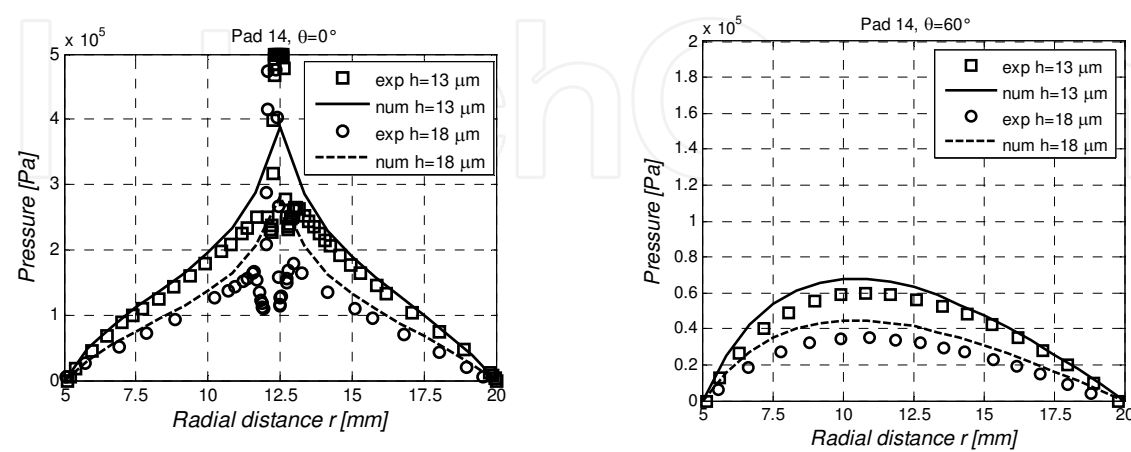 x 10⁵
Pad 14, θ=0°
5
4
3
2
1
0
Pressure [Pa]
exp h=13 μm
num h=13 μm
exp h=18 μm
num h=18 μm
5 7.5 10 12.5 15 17.5 20
Radial distance r [mm]
x 10⁵
Pad 14, θ=60°
2
1.8
1.6
1.4
1.2
1
0.8
0.6
0.4
0.2
0
Pressure [Pa]
exp h=13 μm
num h=13 μm
exp h=18 μm
num h=18 μm
5 7.5 10 12.5 15 17.5 20
Radial distance r [mm]